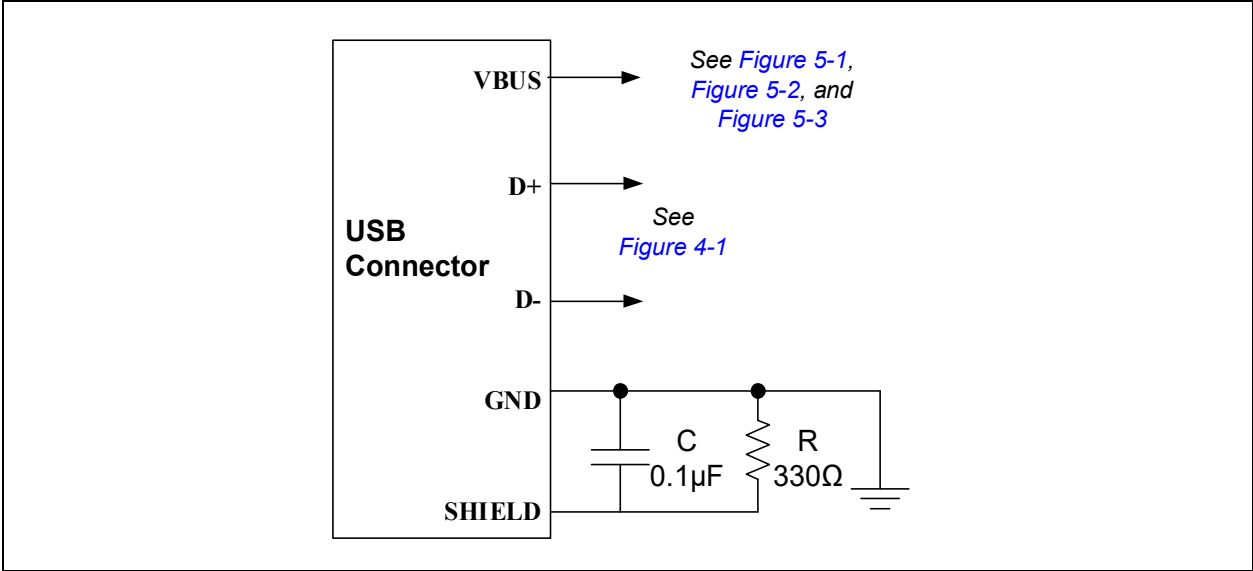 VBUS
See Figure 5-1,
Figure 5-2, and
Figure 5-3
D+
See
Figure 4-1
USB
Connector
D-
GND
C
0.1µF
R
330Ω
SHIELD